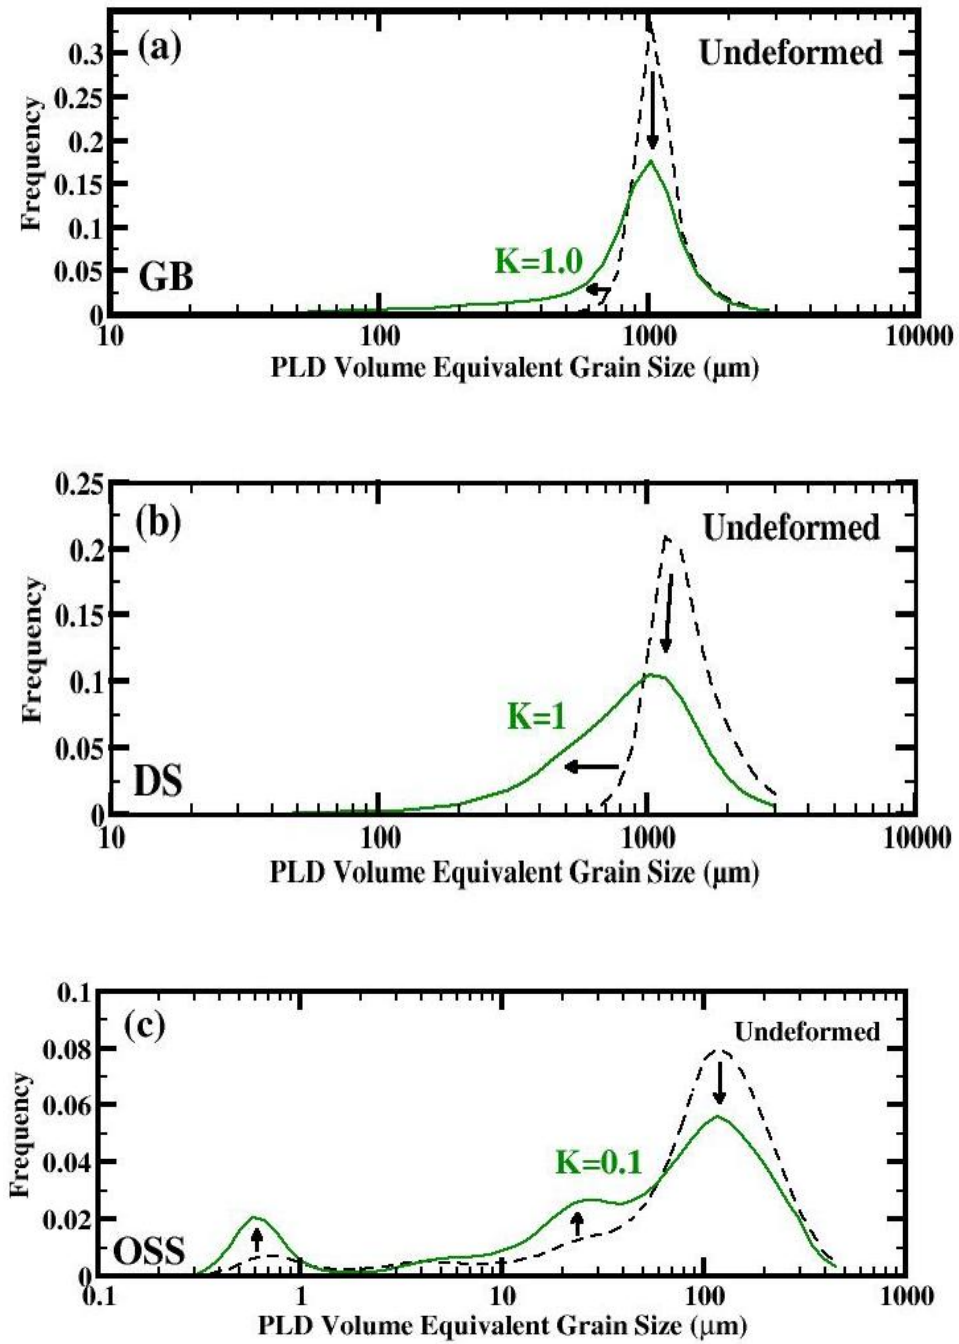 (a)
Undeformed
0.3
0.25
0.2
0.15
0.1
0.05
0
Frequency
K=1.0
GB
10
100
1000
10000
PLD Volume Equivalent Grain Size (μm)
(b)
Undeformed
0.25
0.2
0.15
0.1
0.05
0
Frequency
K=1
DS
10
100
1000
10000
PLD Volume Equivalent Grain Size (μm)
(c)
Undeformed
0.1
0.08
0.06
0.04
0.02
0
Frequency
K=0.1
OSS
0.1
1
10
100
1000
PLD Volume Equivalent Grain Size (μm)